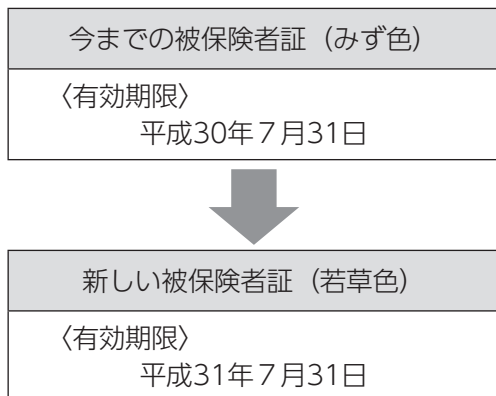 今までの被保険者証（みず色）
〈有効期限〉
平成30年７月31日
新しい被保険者証（若草色）
〈有効期限〉
平成31年７月31日